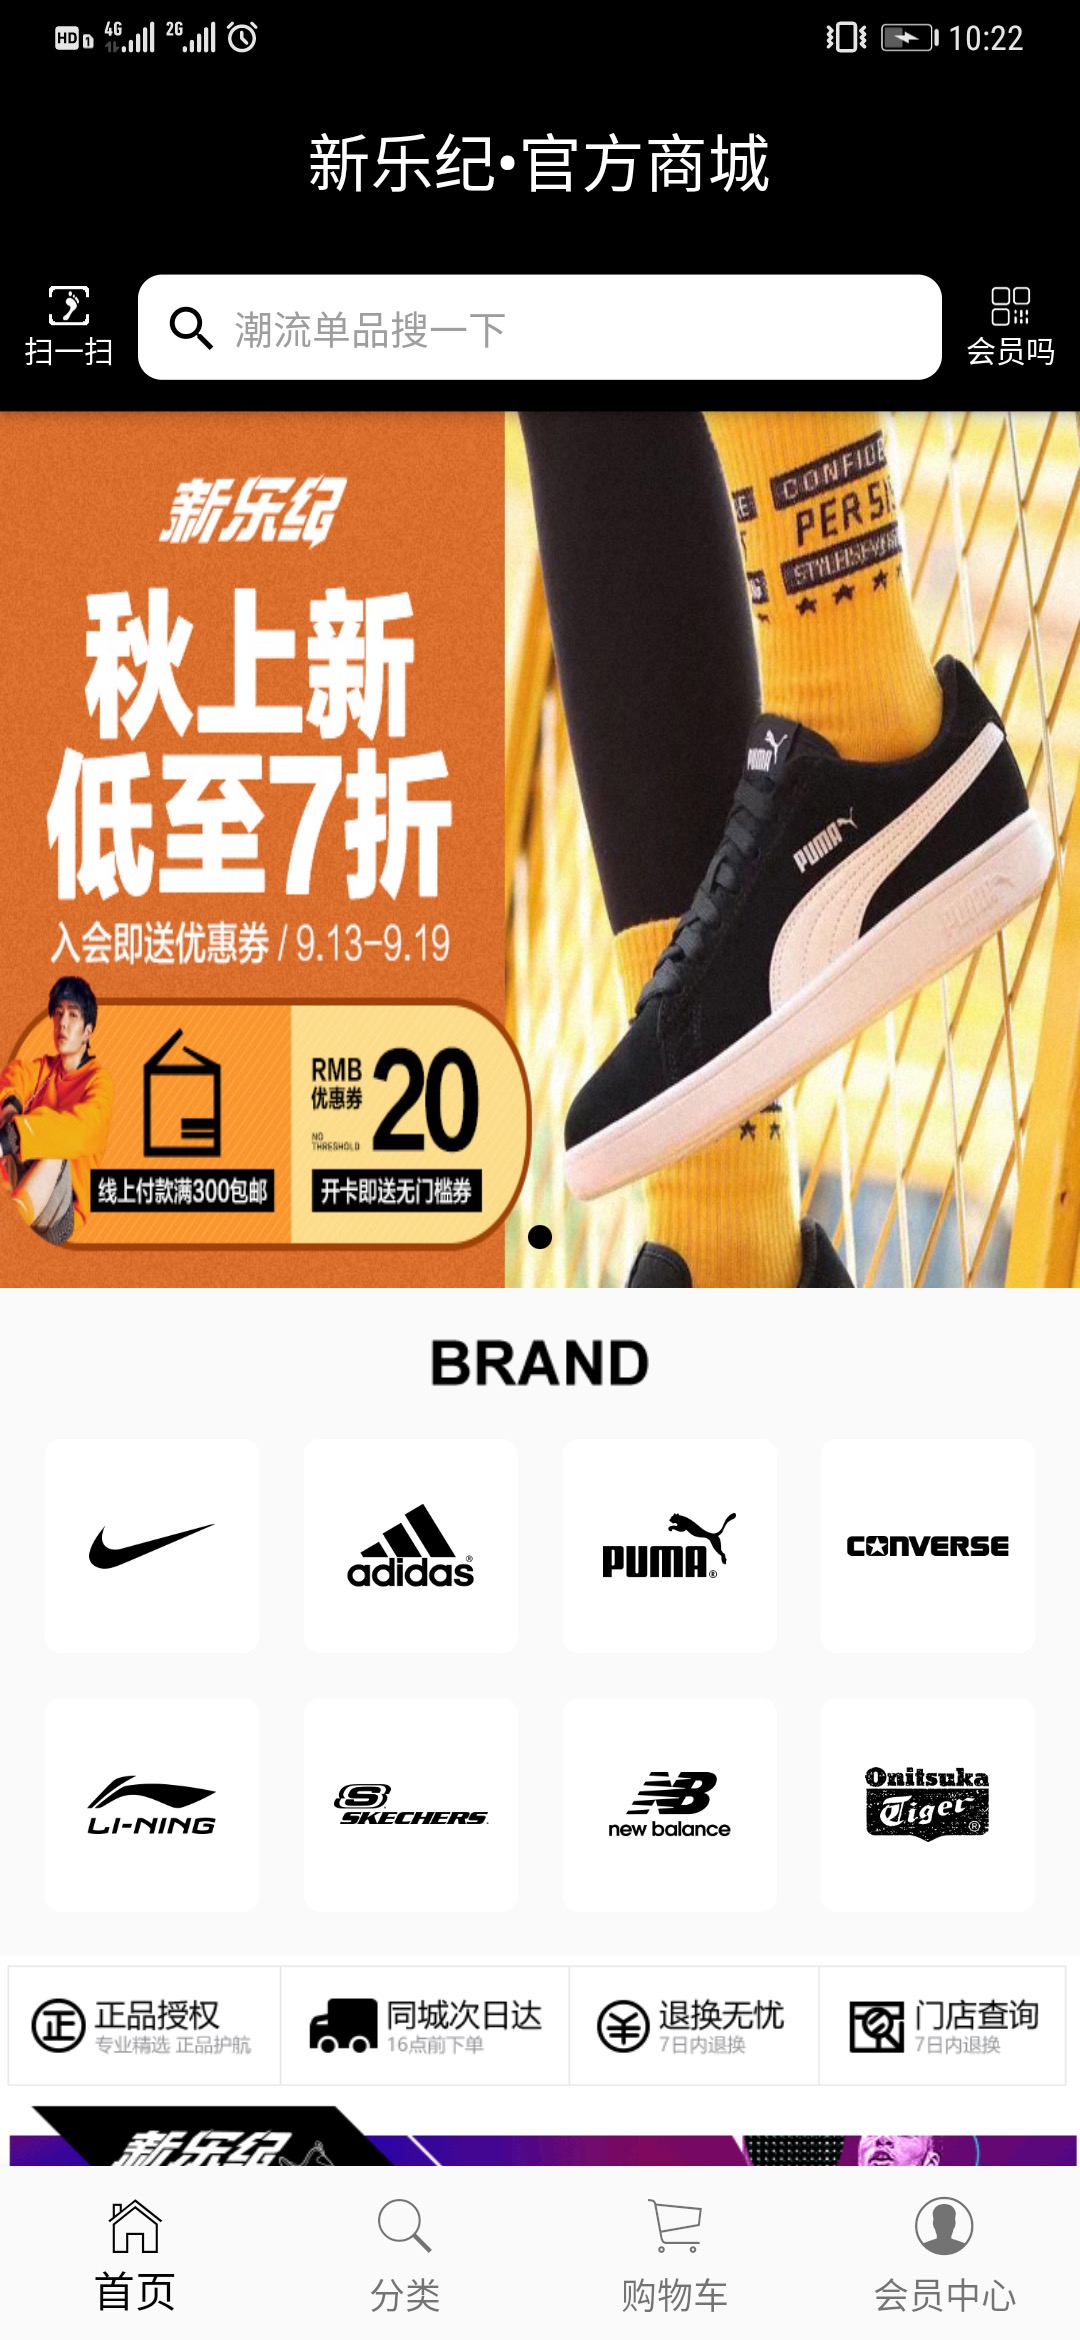 HD 1 4G 2G 10:22
新乐纪•官方商城
扫一扫
潮流单品搜一下
会员吗
新乐纪
秋上新
低至7折
入会即送优惠券 / 9.13-9.19
RMB
优惠券
20
NO
THRESHOLD
线上付款满300包邮
开卡即送无门槛券
PERSI
PUMA
PUMA
BRAND
adidas®
PUMA®
CONVERSE
LI-NING
SKECHERS
new balance
Onitsuka
Tiger®
正品授权
专业精选 正品护航
同城次日达
16点前下单
退换无忧
7日内退换
门店查询
7日内退换
新乐纪
首页
分类
购物车
会员中心